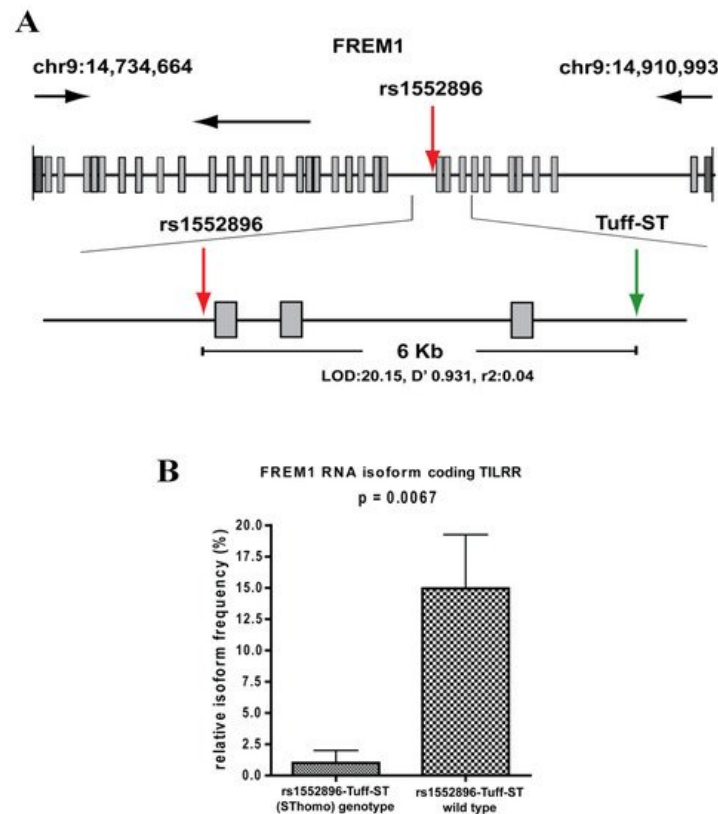 A
FREM1
chr9:14,734,664
chr9:14,910,993
rs1552896
rs1552896
Tuff-ST
6 Kb
LOD:20.15, D' 0.931, r2:0.04
B
FREM1 RNA isoform coding TILRR
p = 0.0067
relative isoform frequency (%)
20.0
17.5
15.0
12.5
10.0
7.5
5.0
2.5
0.0
rs1552896-Tuff-ST
(SThomo) genotype
rs1552896-Tuff-ST
wild type